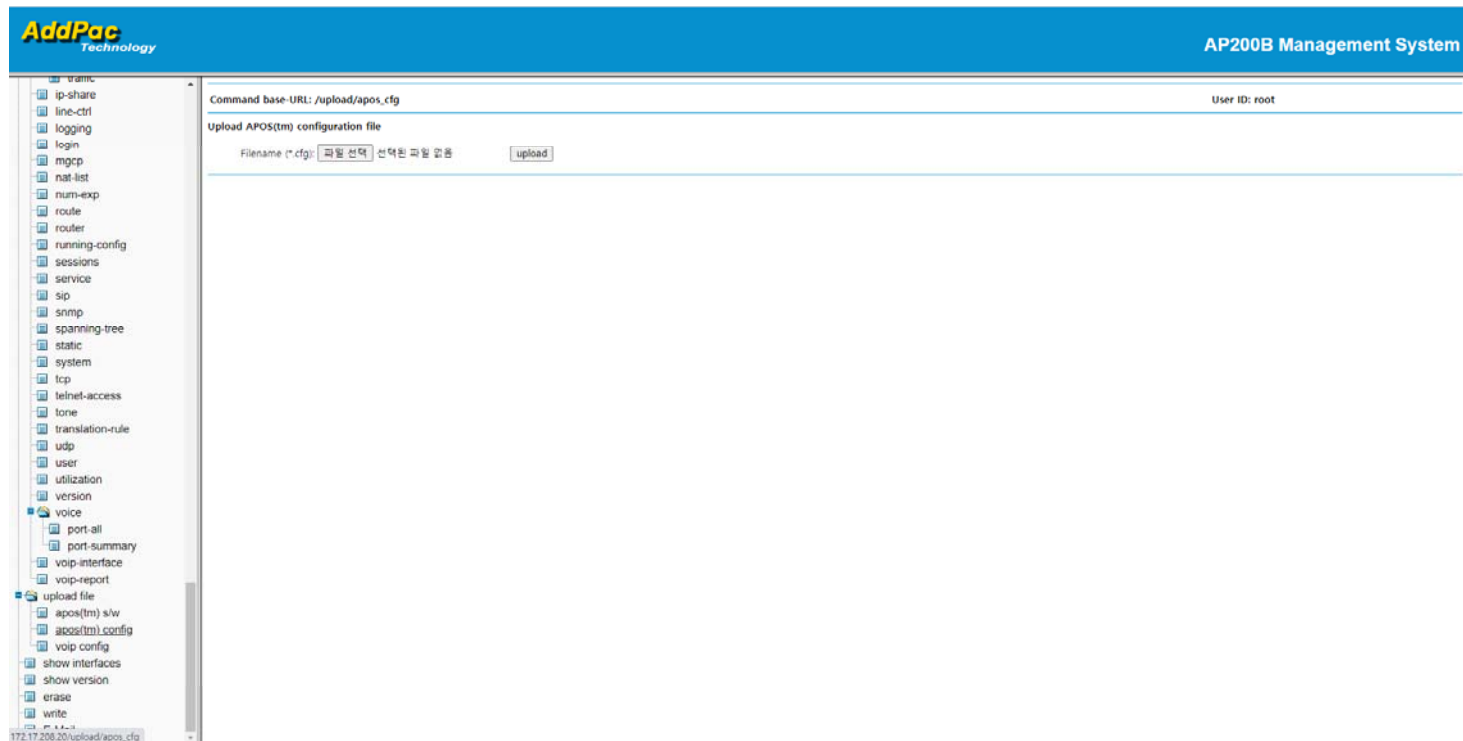 AddPac
Technology
AP200B Management System
traffic
ip-share
line-ctrl
logging
login
mgcp
nat-list
num-exp
route
router
running-config
sessions
service
sip
snmp
spanning-tree
static
system
tcp
telnet-access
tone
translation-rule
udp
user
utilization
version
voice
port-all
port-summary
voip-interface
voip-report
upload file
apos(tm) s/w
apos(tm) config
voip config
show interfaces
show version
erase
write
E-Mail
172.17.208.20/upload/apos_cfg
Command base-URL: /upload/apos_cfg User ID: root
Upload APOS(tm) configuration file
Filename (*.cfg): 파일 선택 선택된 파일 없음 upload